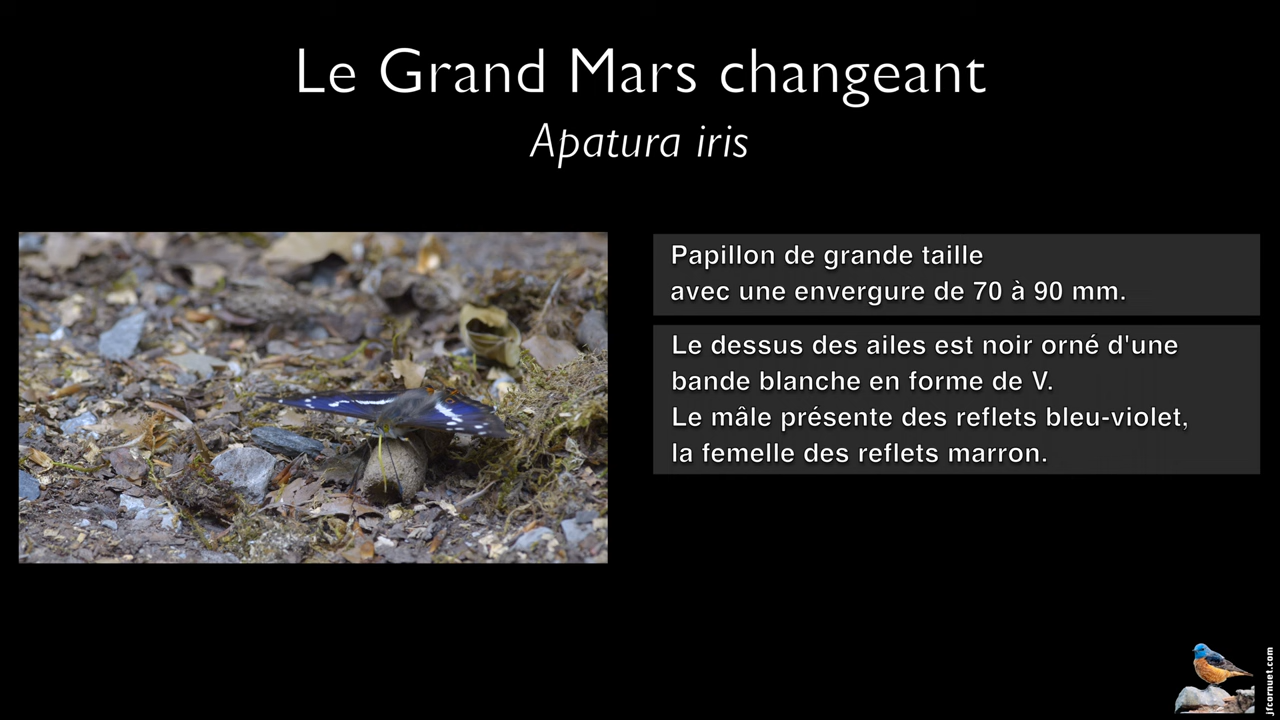 Le Grand Mars changeant
Apatura iris
Papillon de grande taille
avec une envergure de 70 à 90 mm.
Le dessus des ailes est noir orné d'une
bande blanche en forme de V.
Le mâle présente des reflets bleu-violet,
la femelle des reflets marron.
jfcornuet.com